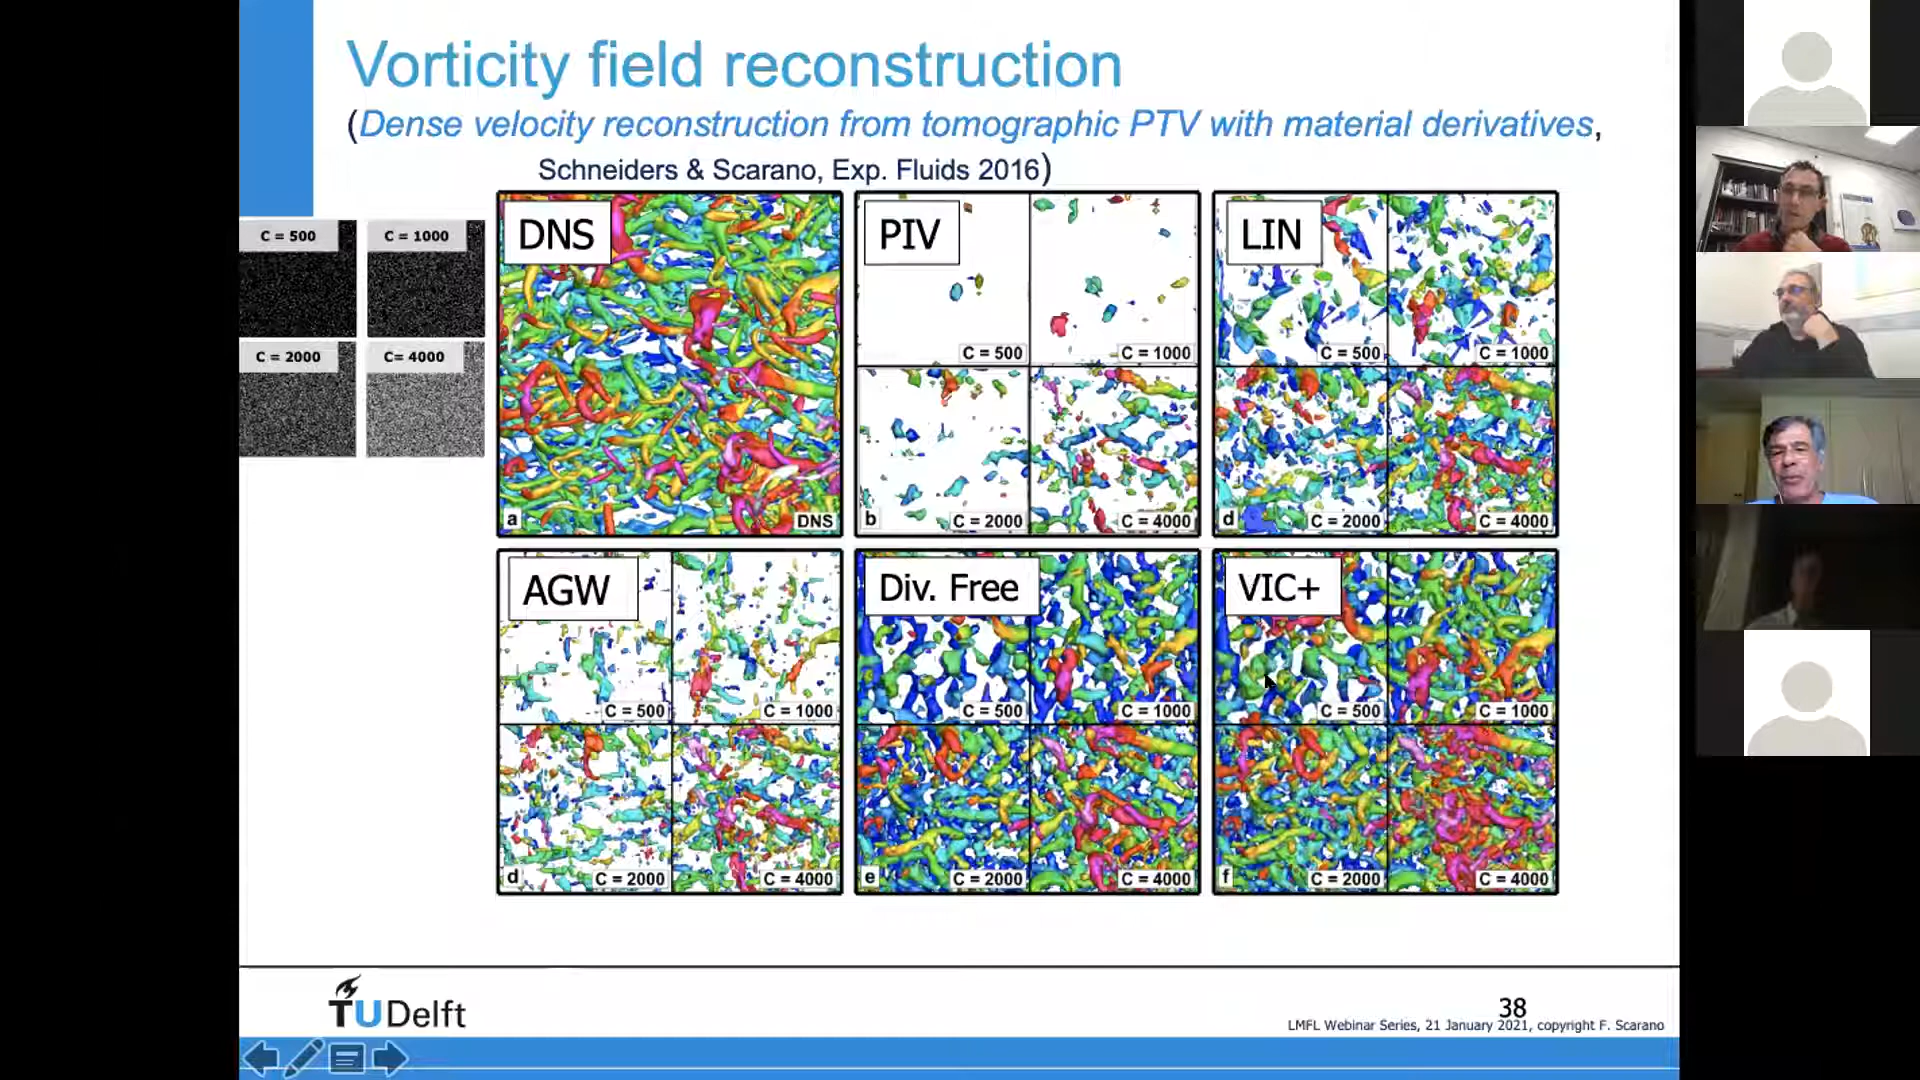 Vorticity field reconstruction
(Dense velocity reconstruction from tomographic PTV with material derivatives,
Schneiders & Scarano, Exp. Fluids 2016)
C = 500
C = 1000
C = 2000
C= 4000
DNS
a
DNS
PIV
C = 500
C = 1000
b
C = 2000
C = 4000
LIN
C = 500
C = 1000
d
C = 2000
C = 4000
AGW
C = 500
C = 1000
d
C = 2000
C = 4000
Div. Free
C = 500
C = 1000
e
C = 2000
C = 4000
VIC+
C = 500
C = 1000
f
C = 2000
C = 4000
TUDelft
38
LMFL Webinar Series, 21 January 2021, copyright F. Scarano